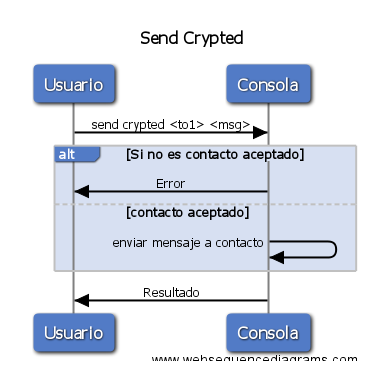 Send Crypted
Usuario
Consola
send crypted <to1> <msg>
alt
[Si no es contacto aceptado]
Error
[contacto aceptado]
enviar mensaje a contacto
Resultado
Usuario
Consola
www.websequencediagrams.com